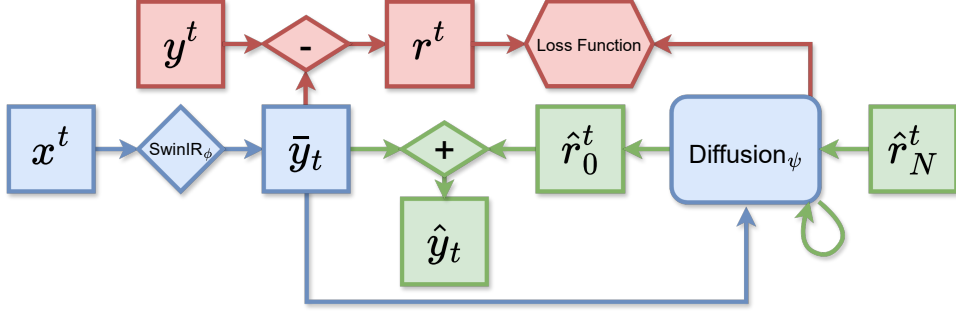 y^t
-
r^t
Loss Function
x^t
SwinIR_ϕ
ȳ_t
+
r̂_0^t
Diffusion_ψ
r̂_N^t
ŷ_t